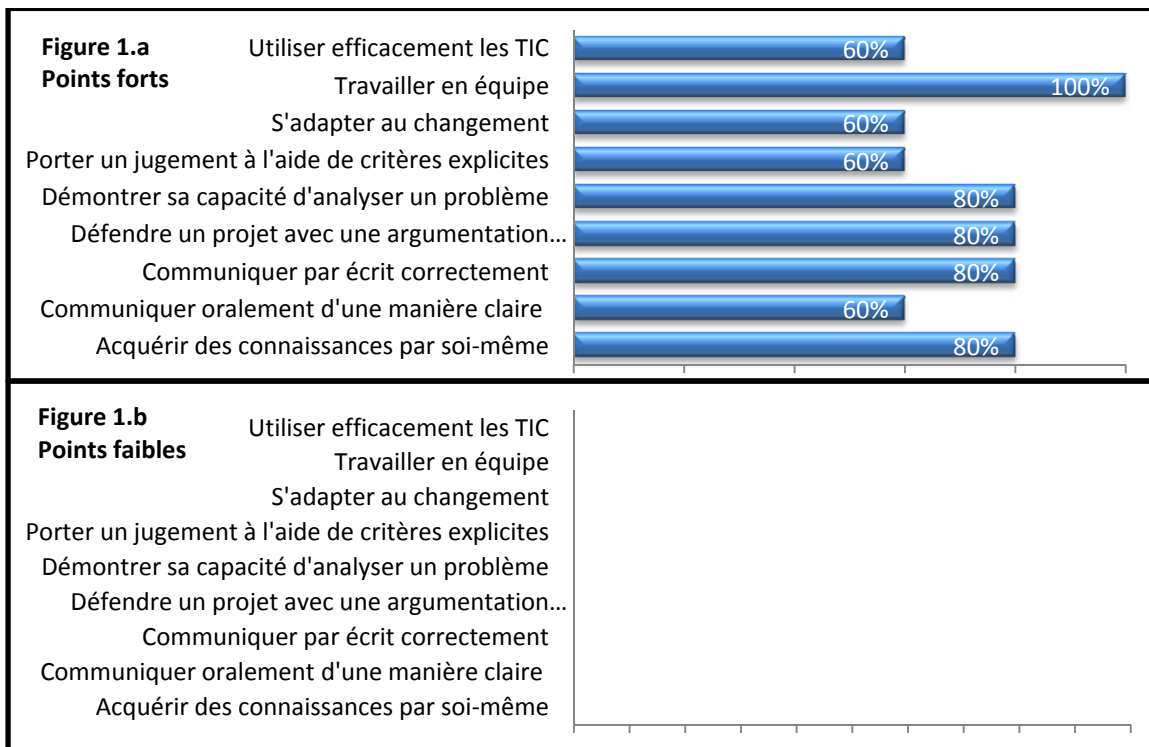 Figure 1.a
Points forts
Utiliser efficacement les TIC 60%
Travailler en équipe 100%
S'adapter au changement 60%
Porter un jugement à l'aide de critères explicites 60%
Démontrer sa capacité d'analyser un problème 80%
Défendre un projet avec une argumentation... 80%
Communiquer par écrit correctement 80%
Communiquer oralement d'une manière claire 60%
Acquérir des connaissances par soi-même 80%
Figure 1.b
Points faibles
Utiliser efficacement les TIC
Travailler en équipe
S'adapter au changement
Porter un jugement à l'aide de critères explicites
Démontrer sa capacité d'analyser un problème
Défendre un projet avec une argumentation...
Communiquer par écrit correctement
Communiquer oralement d'une manière claire
Acquérir des connaissances par soi-même